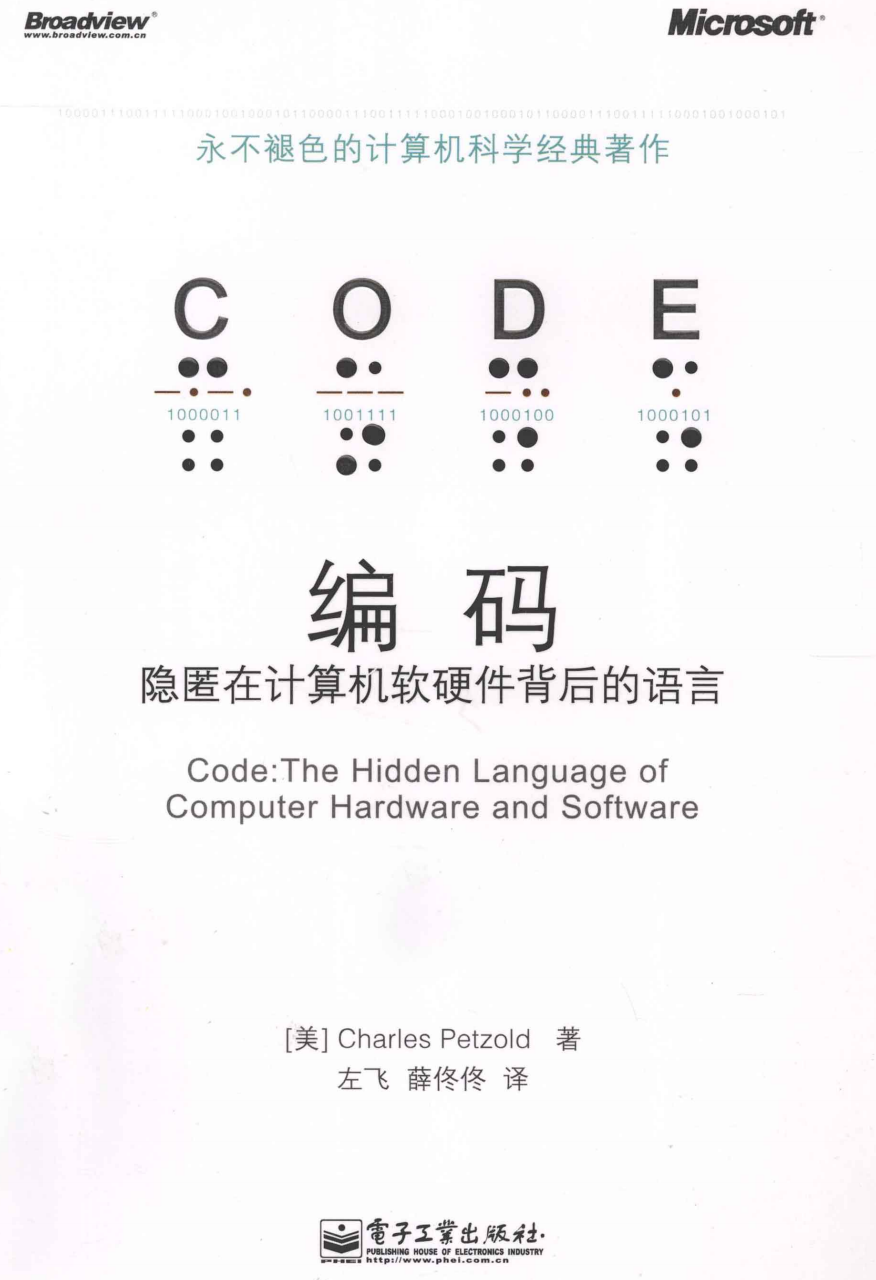 Broadview®
www.broadview.com.cn
Microsoft®
1000011100111110001001000101100001110011111000100100010110000111001111100010010001​01
永不褪色的计算机科学经典著作
C O D E
1000011 1001111 1000100 1000101
编 码
隐匿在计算机软硬件背后的语言
Code:The Hidden Language of
Computer Hardware and Software
[美] Charles Petzold 著
左飞 薛佟佟 译
電子工業出版社·
PUBLISHING HOUSE OF ELECTRONICS INDUSTRY
PHEI http://www.phei.com.cn